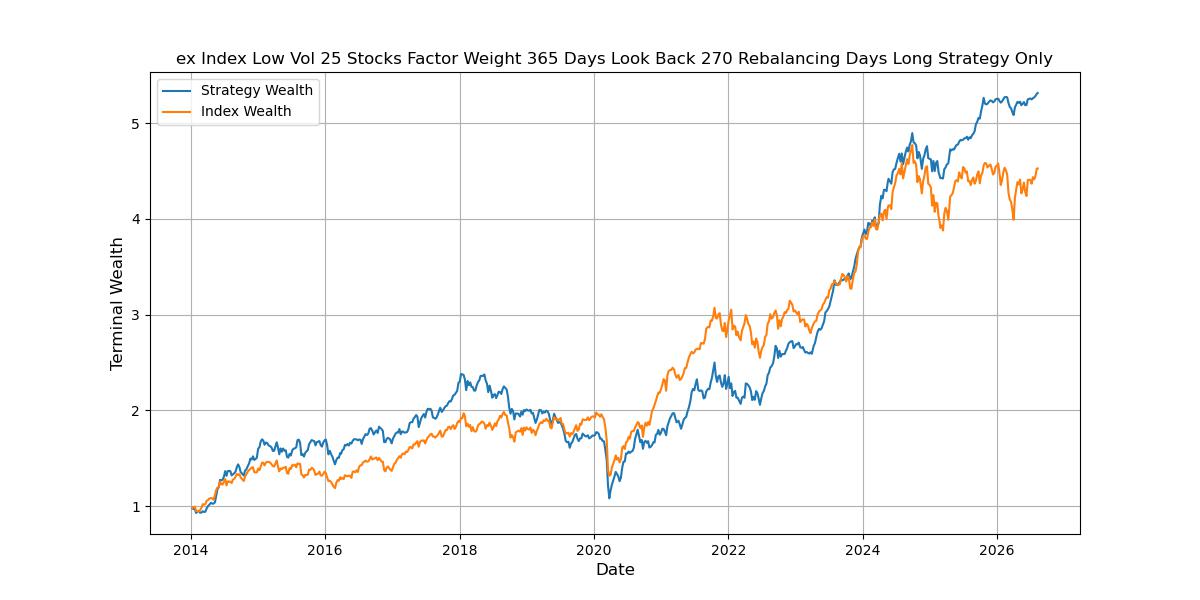 ex Index Low Vol 25 Stocks Factor Weight 365 Days Look Back 270 Rebalancing Days Long Strategy Only
Strategy Wealth
Index Wealth
Terminal Wealth
5
4
3
2
1
2014 2016 2018 2020 2022 2024 2026
Date